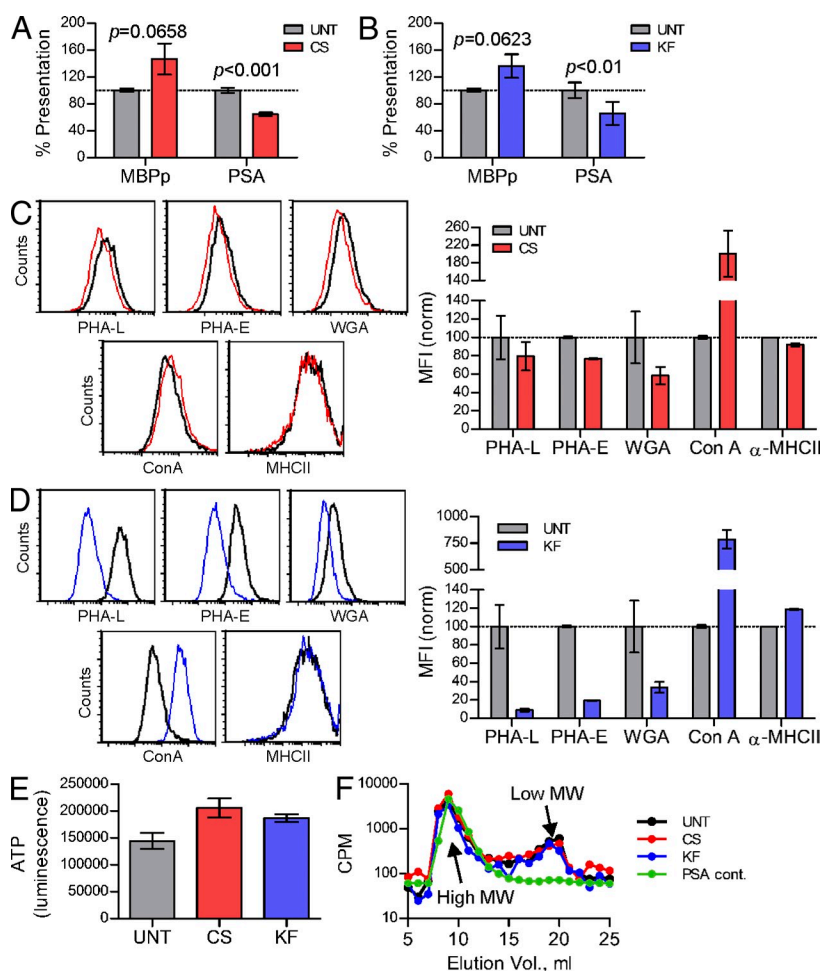 A
% Presentation
200
160
120
80
40
0
p=0.0658
p<0.001
UNT
CS
MBPp
PSA
B
% Presentation
200
160
120
80
40
0
p=0.0623
p<0.01
UNT
KF
MBPp
PSA
C
Counts
PHA-L
PHA-E
WGA
Counts
ConA
MHCII
MFI (norm)
260
220
180
140
140
120
100
80
60
40
20
0
UNT
CS
PHA-L
PHA-E
WGA
Con A
α-MHCII
D
Counts
PHA-L
PHA-E
WGA
Counts
ConA
MHCII
MFI (norm)
1000
750
500
250
140
120
100
80
60
40
20
0
UNT
KF
PHA-L
PHA-E
WGA
Con A
α-MHCII
E
ATP
(luminescence)
250000
200000
150000
100000
50000
0
UNT
CS
KF
F
CPM
10000
1000
100
10
Low MW
High MW
5
10
15
20
25
Elution Vol., ml
UNT
CS
KF
PSA cont.